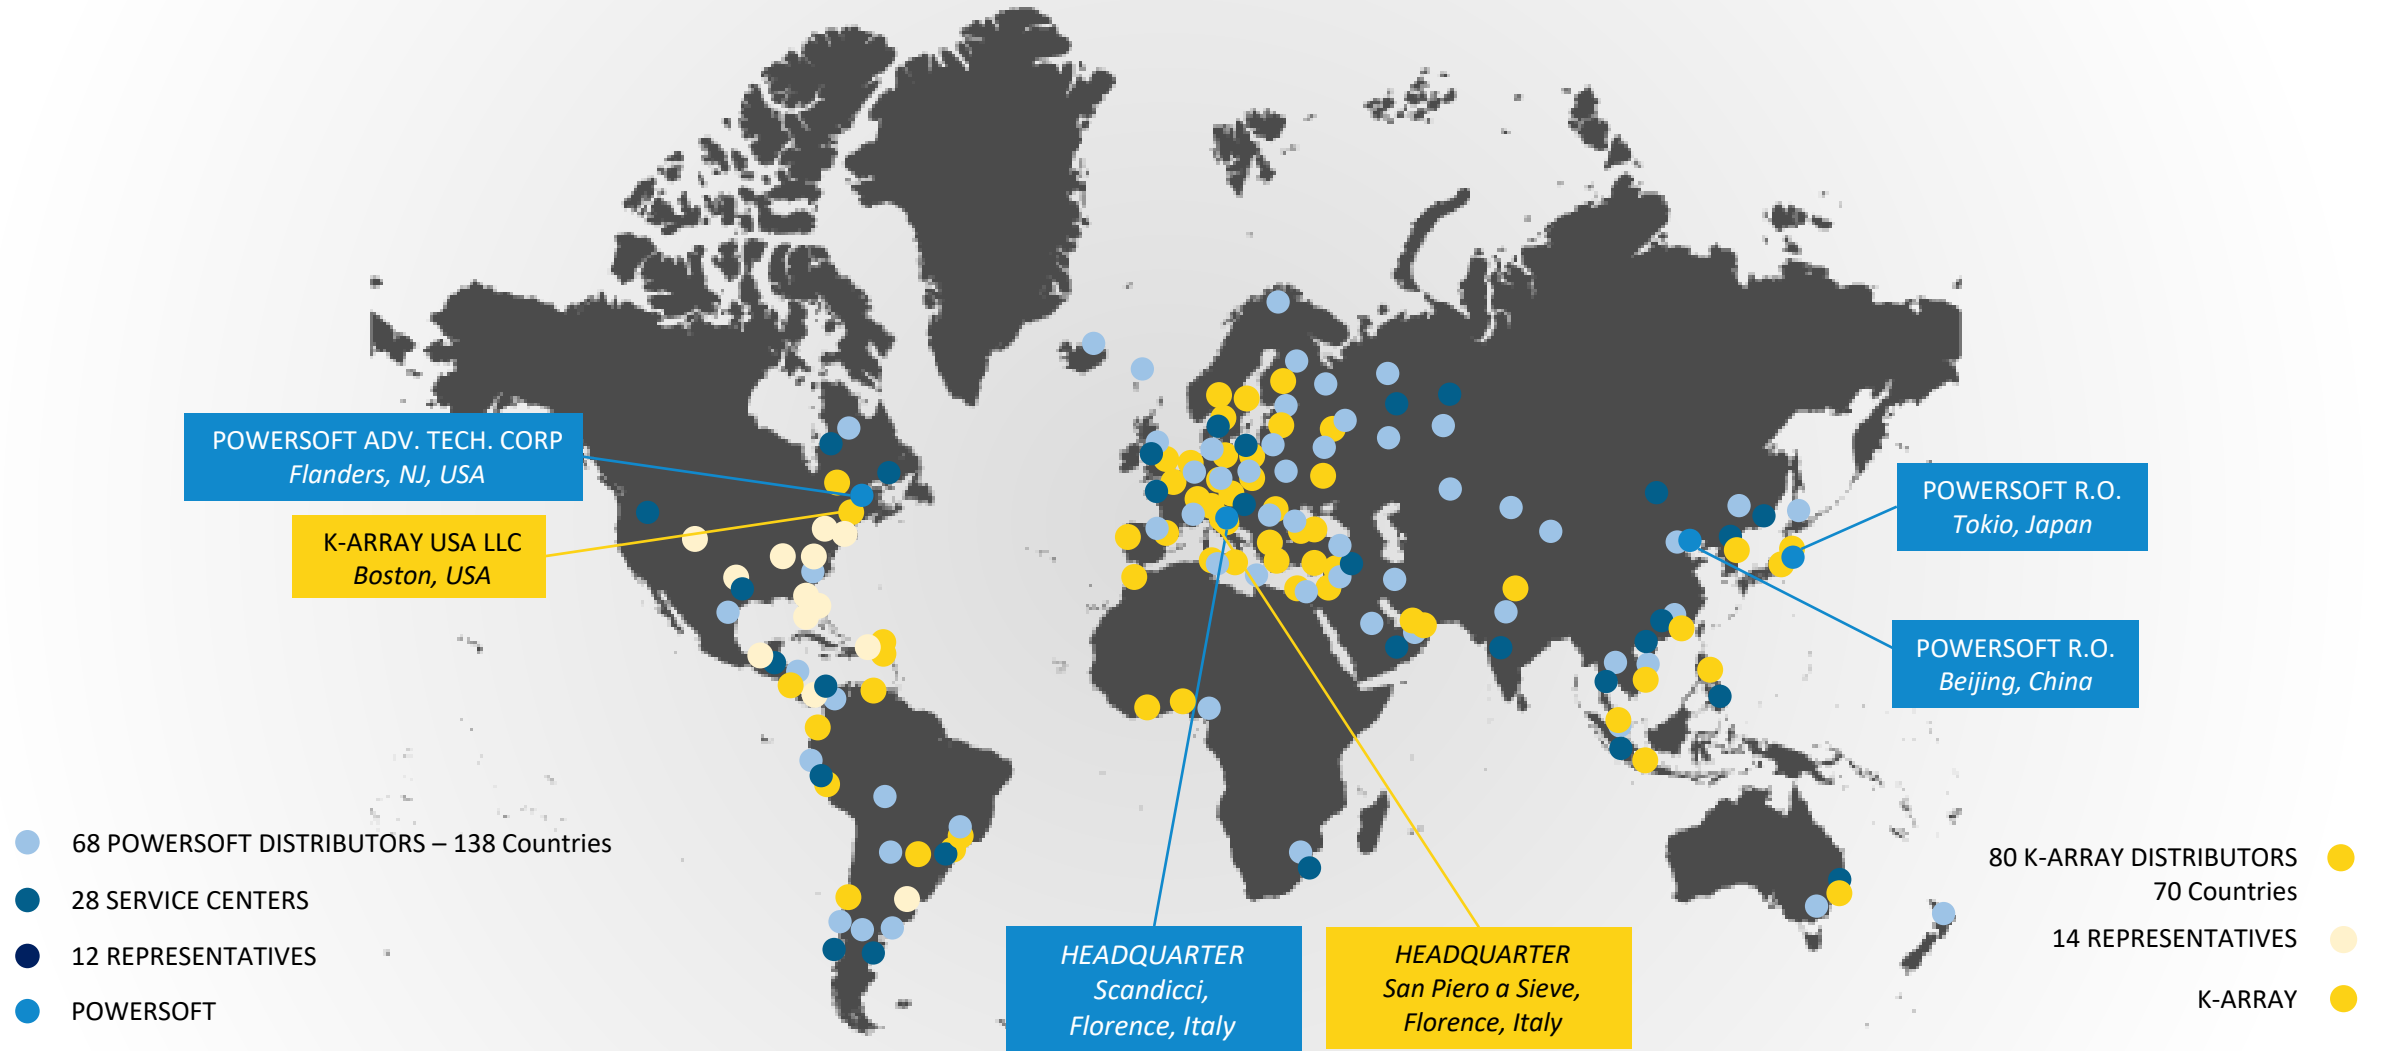 POWERSOFT ADV. TECH. CORP
Flanders, NJ, USA
K-ARRAY USA LLC
Boston, USA
POWERSOFT R.O.
Tokio, Japan
POWERSOFT R.O.
Beijing, China
68 POWERSOFT DISTRIBUTORS – 138 Countries
28 SERVICE CENTERS
12 REPRESENTATIVES
POWERSOFT
HEADQUARTER
Scandicci,
Florence, Italy
HEADQUARTER
San Piero a Sieve,
Florence, Italy
80 K-ARRAY DISTRIBUTORS
70 Countries
14 REPRESENTATIVES
K-ARRAY